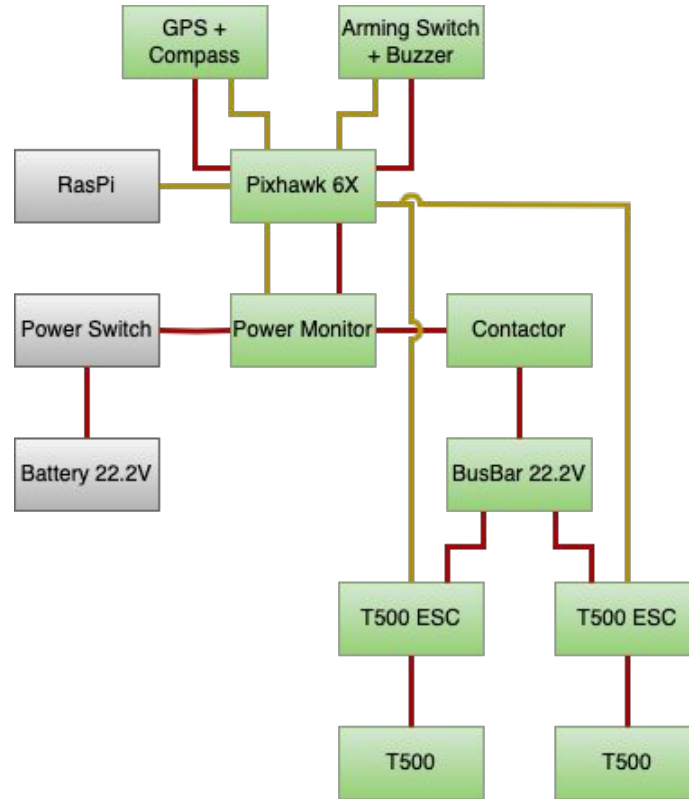 GPS +
Compass
Arming Switch
+ Buzzer
RasPi
Pixhawk 6X
Power Switch
Power Monitor
Contactor
Battery 22.2V
BusBar 22.2V
T500 ESC
T500 ESC
T500
T500